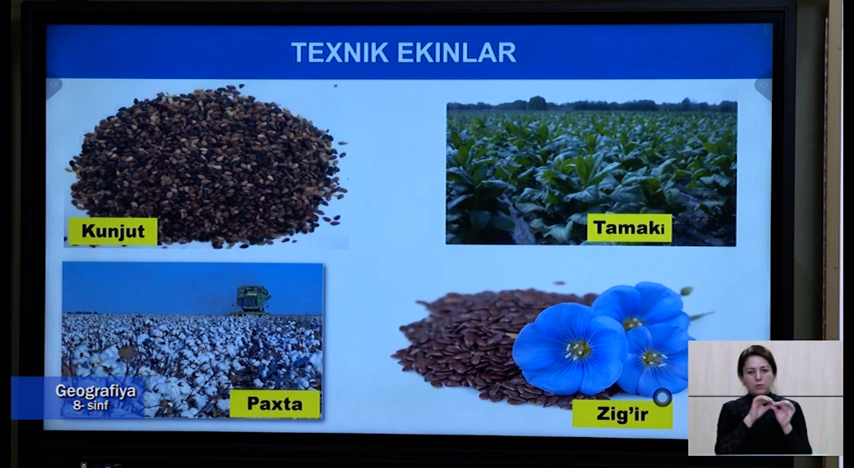 TEXNIK EKINLAR
Kunjut
Tamaki
Paxta
Zig'ir
Geografiya
8- sinf